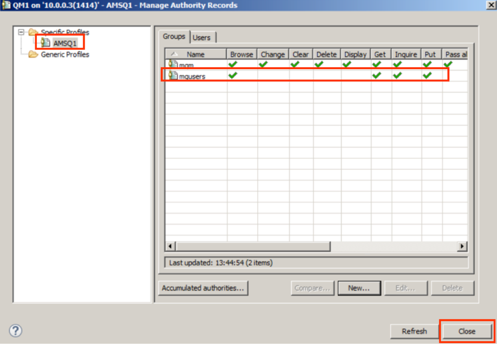 QM1 on '10.0.0.3(1414)' - AMSQ1 - Manage Authority Records
Specific Profiles
AMSQ1
Generic Profiles
Groups Users
Name Browse Change Clear Delete Display Get Inquire Put Pass al
mqm
mqusers
Last updated: 13:44:54 (2 items)
Accumulated authorities... Compare... New... Edit... Delete
? Refresh Close